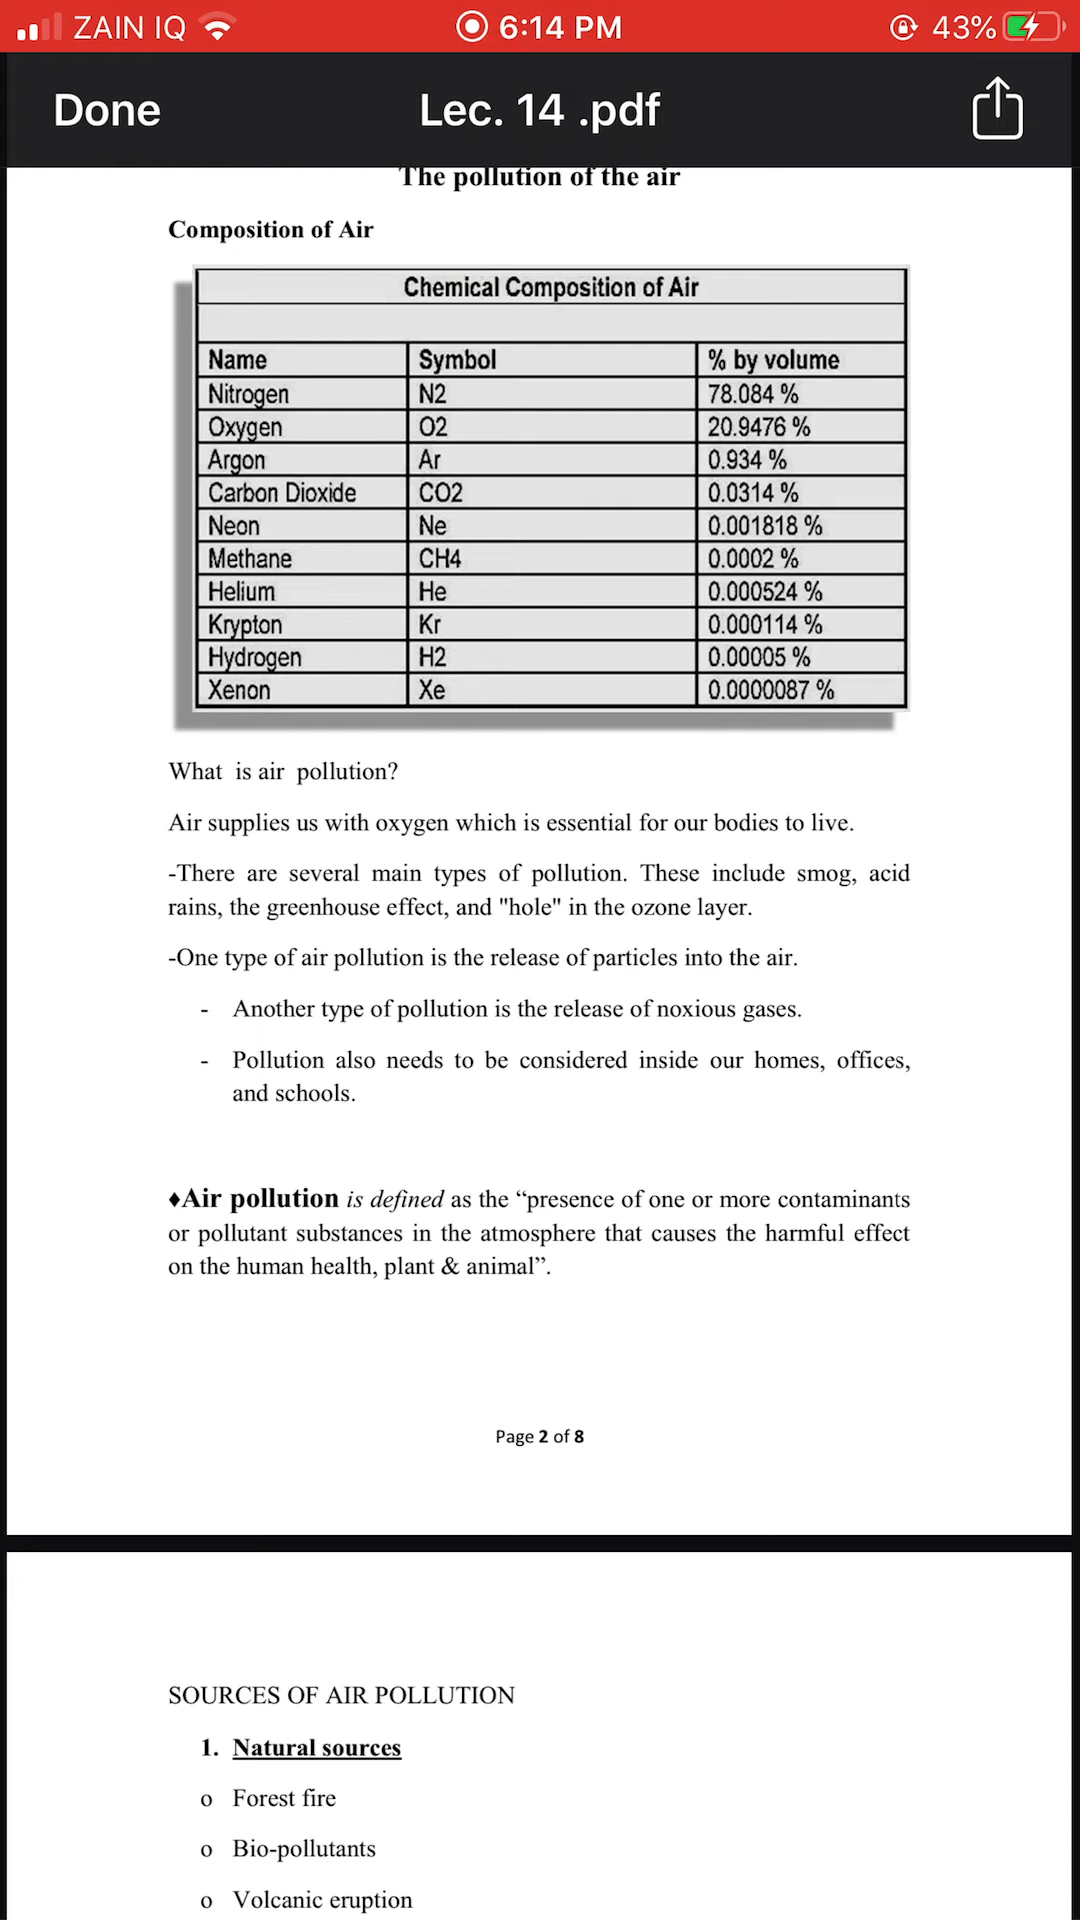 ZAIN IQ 6:14 PM 43%
Done Lec. 14 .pdf
The pollution of the air
Composition of Air
Chemical Composition of Air
Name Symbol % by volume
Nitrogen N2 78.084 %
Oxygen O2 20.9476 %
Argon Ar 0.934 %
Carbon Dioxide CO2 0.0314 %
Neon Ne 0.001818 %
Methane CH4 0.0002 %
Helium He 0.000524 %
Krypton Kr 0.000114 %
Hydrogen H2 0.00005 %
Xenon Xe 0.0000087 %
What is air pollution?
Air supplies us with oxygen which is essential for our bodies to live.
-There are several main types of pollution. These include smog, acid
rains, the greenhouse effect, and "hole" in the ozone layer.
-One type of air pollution is the release of particles into the air.
- Another type of pollution is the release of noxious gases.
- Pollution also needs to be considered inside our homes, offices,
and schools.
♦Air pollution is defined as the “presence of one or more contaminants
or pollutant substances in the atmosphere that causes the harmful effect
on the human health, plant & animal”.
Page 2 of 8
SOURCES OF AIR POLLUTION
1. Natural sources
o Forest fire
o Bio-pollutants
o Volcanic eruption